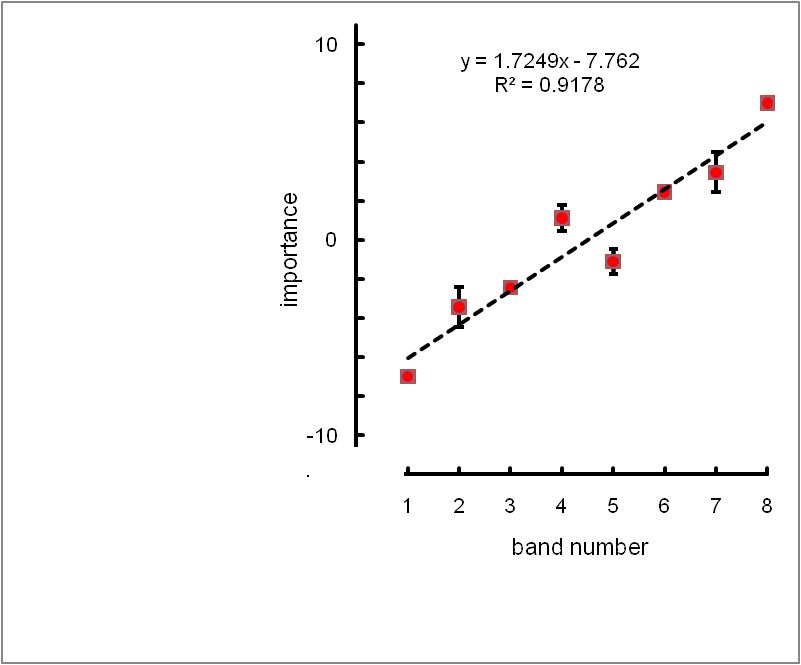 y = 1.7249x - 7.762
R² = 0.9178
10
0
-10
importance
.
1 2 3 4 5 6 7 8
band number